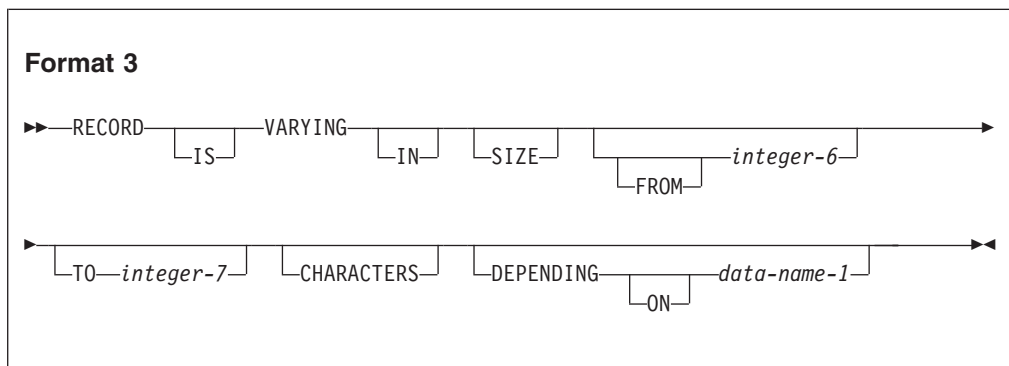 Format 3
RECORD IS VARYING IN SIZE FROM integer-6
TO integer-7 CHARACTERS DEPENDING ON data-name-1